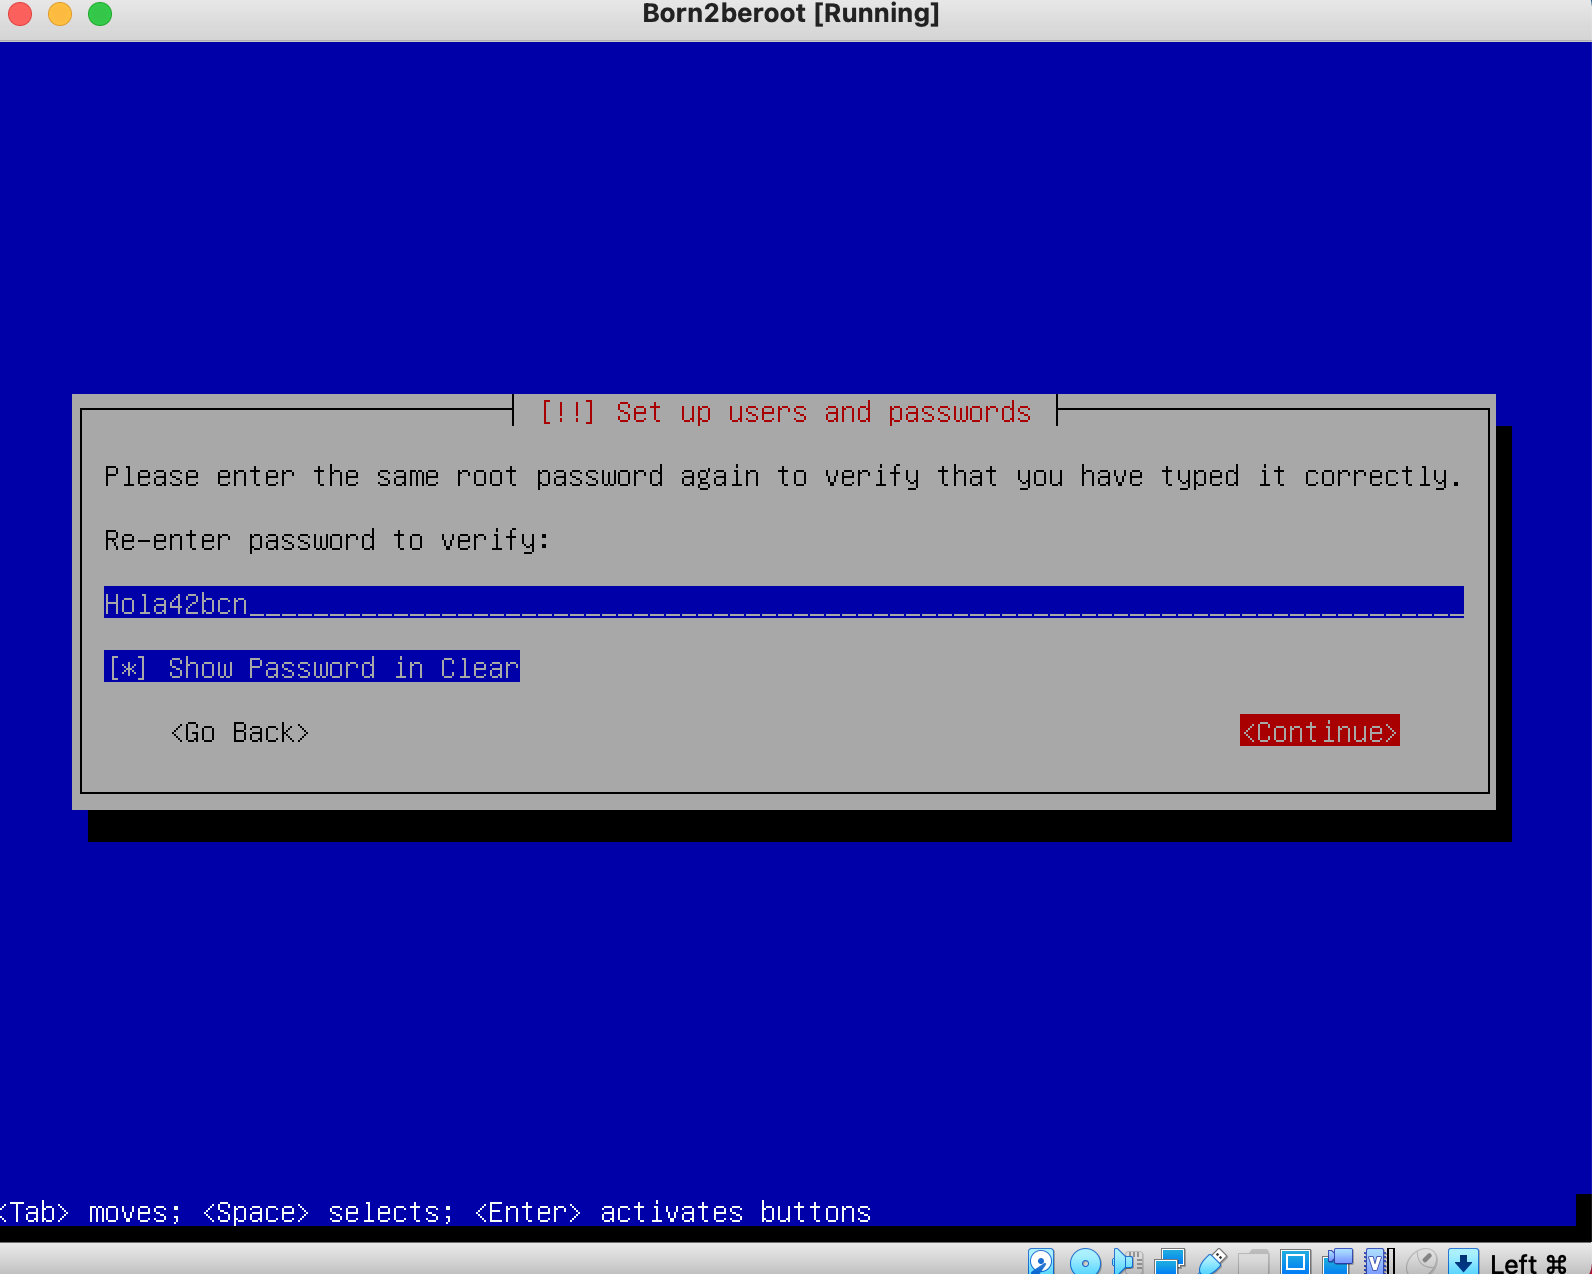 Born2beroot [Running]
[!!] Set up users and passwords
Please enter the same root password again to verify that you have typed it correctly.
Re-enter password to verify:
Hola42bcn
[*] Show Password in Clear
<Go Back> <Continue>
<Tab> moves; <Space> selects; <Enter> activates buttons
V
Left ⌘